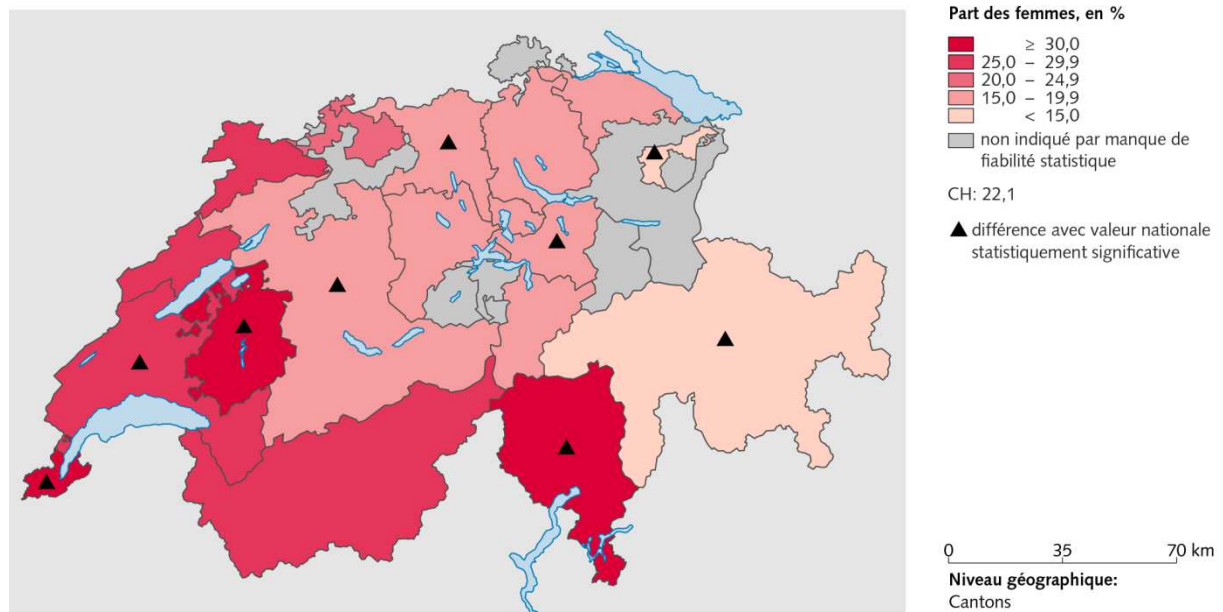 Part des femmes, en %
≥ 30,0
25,0 – 29,9
20,0 – 24,9
15,0 – 19,9
< 15,0
non indiqué par manque de
fiabilité statistique
CH: 22,1
différence avec valeur nationale
statistiquement significative
0 35 70 km
Niveau géographique:
Cantons